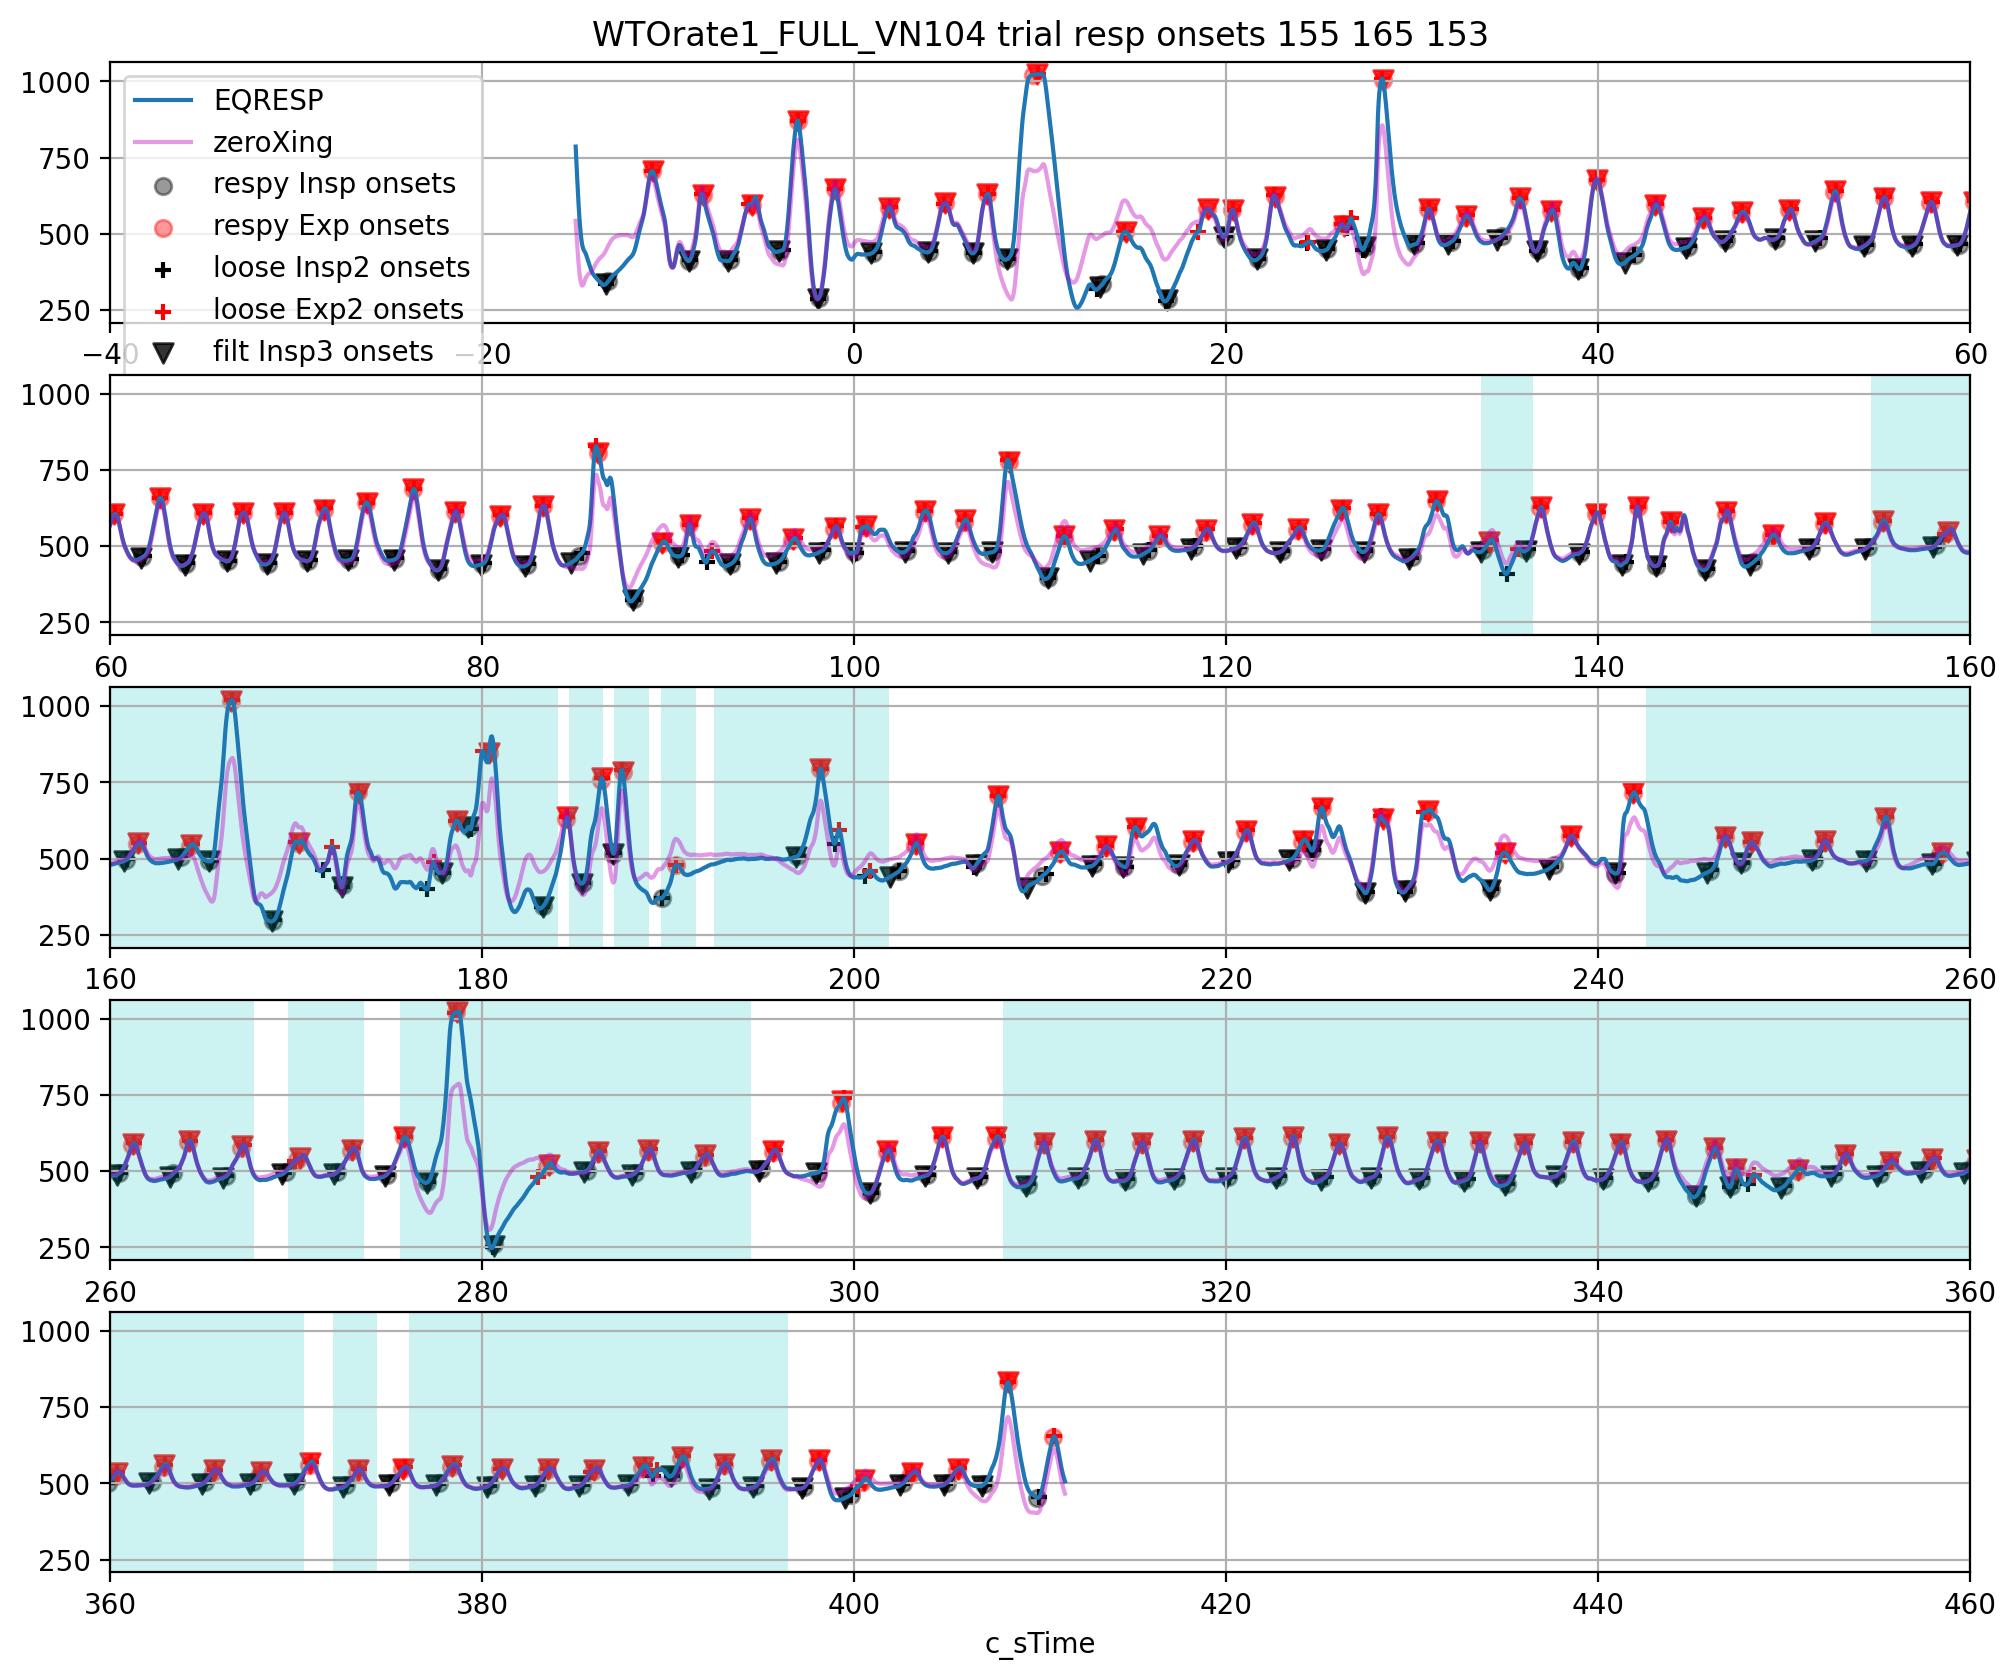 WTOrate1_FULL_VN104 trial resp onsets 155 165 153
1000
750
500
250
EQRESP
zeroXing
respy Insp onsets
respy Exp onsets
loose Insp2 onsets
loose Exp2 onsets
filt Insp3 onsets
−40 −20 0 20 40 60
1000
750
500
250
60 80 100 120 140 160
1000
750
500
250
160 180 200 220 240 260
1000
750
500
250
260 280 300 320 340 360
1000
750
500
250
360 380 400 420 440 460
c_sTime